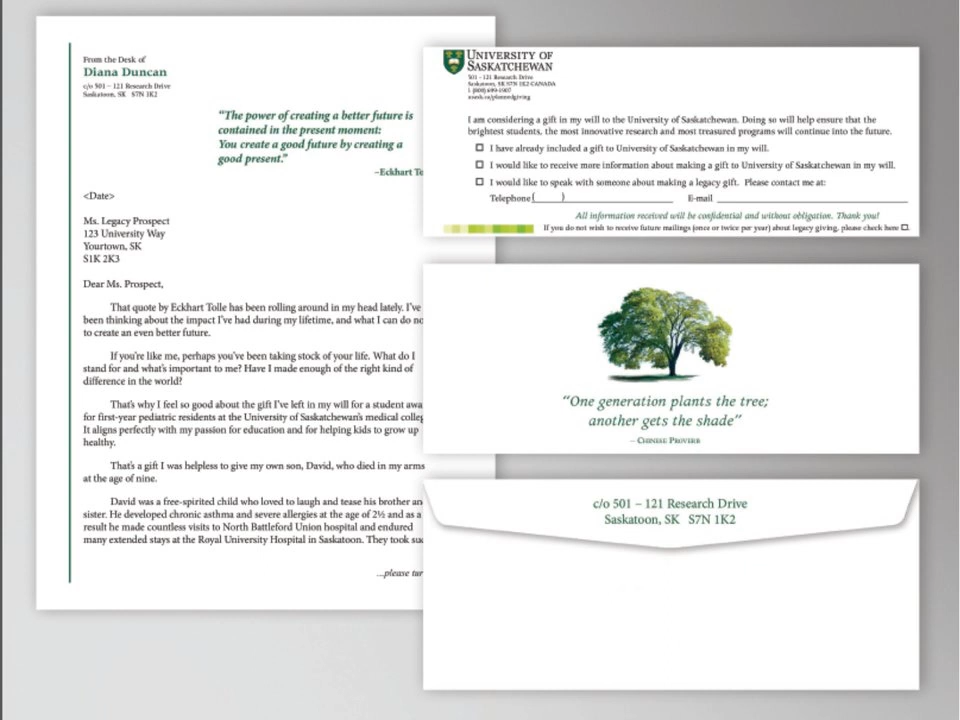 From the Desk of
Diana Duncan
c/o 501 – 121 Research Drive
Saskatoon, SK S7N 1K2
“The power of creating a better future is
contained in the present moment:
You create a good future by creating a
good present.”
–Eckhart
<Date>
Ms. Legacy Prospect
123 University Way
Yourtown, SK
S1K 2K3
Dear Ms. Prospect,
That quote by Eckhart Tolle has been rolling around in my head lately. I’ve
been thinking about the impact I’ve had during my lifetime, and what I can do
to create an even better future.
If you’re like me, perhaps you’ve been taking stock of your life. What do I
stand for and what’s important to me? Have I made enough of the right kind of
difference in the world?
That’s why I feel so good about the gift I’ve left in my will for a student
for first-year pediatric residents at the University of Saskatchewan’s medical
It aligns perfectly with my passion for education and for helping kids to grow up
healthy.
That’s a gift I was helpless to give my own son, David, who died in my arms
at the age of nine.
David was a free-spirited child who loved to laugh and tease his brother
sister. He developed chronic asthma and severe allergies at the age of 2½ and as a
result he made countless visits to North Battleford Union hospital and endured
many extended stays at the Royal University Hospital in Saskatoon. They took
...please
UNIVERSITY OF
SASKATCHEWAN
501 – 121 Research Drive
Saskatoon, SK S7N 1K2 CANADA
1 (800) 699-1907
usask.ca/plannedgiving
I am considering a gift in my will to the University of Saskatchewan. Doing so will help ensure that the
brightest students, the most innovative research and most treasured programs will continue into the future.
I have already included a gift to University of Saskatchewan in my will.
I would like to receive more information about making a gift to University of Saskatchewan in my will.
I would like to speak with someone about making a legacy gift. Please contact me at:
Telephone ( ) E-mail
All information received will be confidential and without obligation. Thank you!
If you do not wish to receive future mailings (once or twice per year) about legacy giving, please check here
“One generation plants the tree;
another gets the shade”
– CHINESE PROVERB
c/o 501 – 121 Research Drive
Saskatoon, SK S7N 1K2